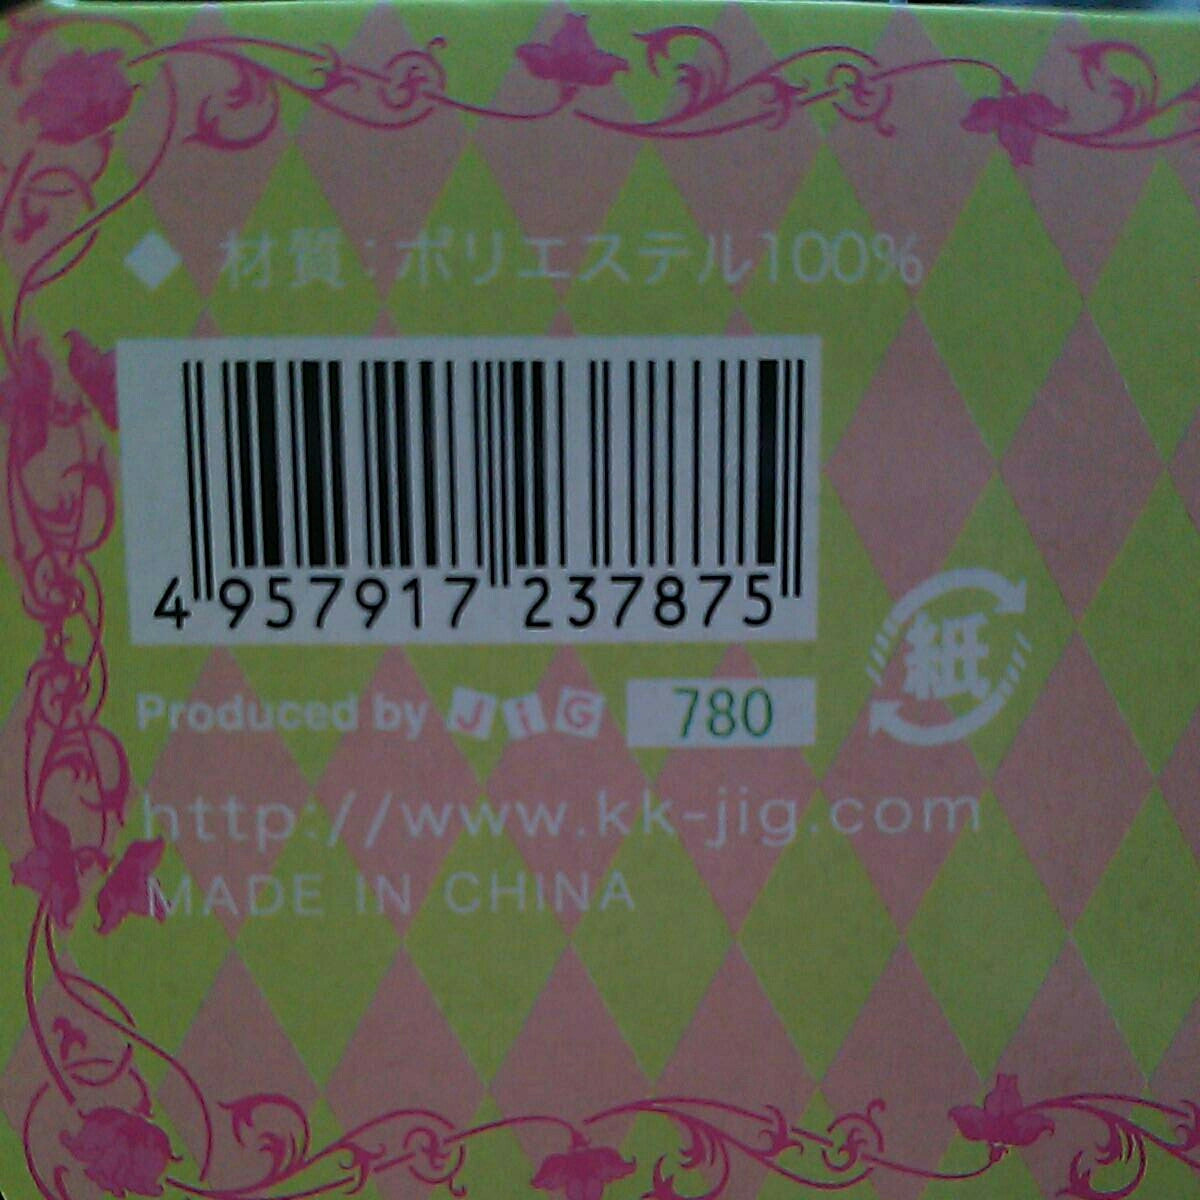 ◆ 材質:ポリエステル100%
4 957917 237875
Produced by JiG 780
紙
http://www.kk-jig.com
MADE IN CHINA